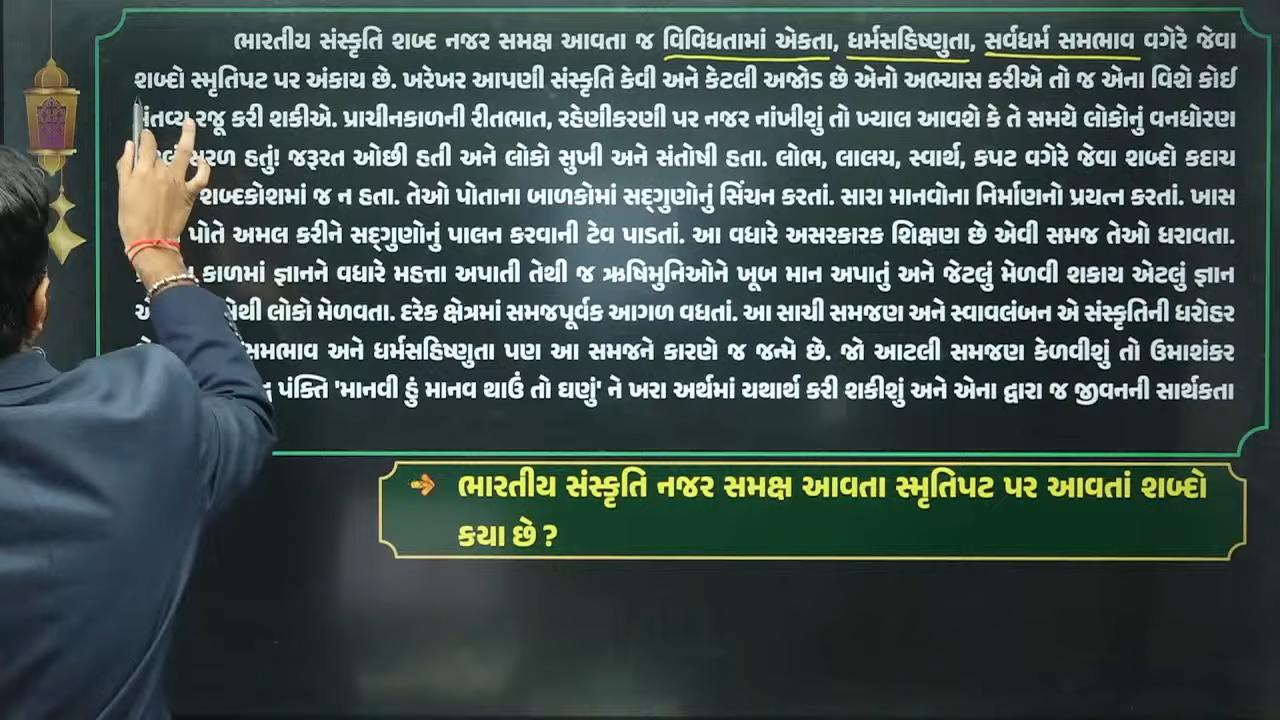 ભારતીય સંસ્કૃતિ શબ્દ નજર સમક્ષ આવતા જ વિવિધતામાં એકતા, ધર્મસહિષ્ણુતા, સર્વધર્મ સમભાવ વગેરે જેવા
શબ્દો સ્મૃતિપટ પર અંકાય છે. ખરેખર આપણી સંસ્કૃતિ કેવી અને કેટલી અજોડ છે એનો અભ્યાસ કરીએ તો જ એના વિશે કોઈ
રજૂ કરી શકીએ. પ્રાચીનકાળની રીતભાત, રહેણીકરણી પર નજર નાંખીશું તો ખ્યાલ આવશે કે તે સમયે લોકોનું વનધોરણ
હતું! જરૂરત ઓછી હતી અને લોકો સુખી અને સંતોષી હતા. લોભ, લાલચ, સ્વાર્થ, કપટ વગેરે જેવા શબ્દો કદાચ
શબ્દકોશમાં જ ન હતા. તેઓ પોતાના બાળકોમાં સદ્ગુણોનું સિંચન કરતાં. સારા માનવોના નિર્માણનો પ્રયત્ન કરતાં. ખાસ
પોતે અમલ કરીને સદ્ગુણોનું પાલન કરવાની ટેવ પાડતાં. આ વધારે અસરકારક શિક્ષણ છે એવી સમજ તેઓ ધરાવતા.
કાળમાં જ્ઞાનને વધારે મહત્તા અપાતી તેથી જ ઋષિમુનિઓને ખૂબ માન અપાતું અને જેટલું મેળવી શકાય એટલું જ્ઞાન
લોકો મેળવતા. દરેક ક્ષેત્રમાં સમજપૂર્વક આગળ વધતાં. આ સાચી સમજણ અને સ્વાવલંબન એ સંસ્કૃતિની ધરોહર
અને ધર્મસહિષ્ણુતા પણ આ સમજને કારણે જ જન્મે છે. જો આટલી સમજણ કેળવીશું તો ઉમાશંકર
પંક્તિ 'માનવી હું માનવ થાઉં તો ઘણું' ને ખરા અર્થમાં યથાર્થ કરી શકીશું અને એના દ્વારા જ જીવનની સાર્થકતા
ભારતીય સંસ્કૃતિ નજર સમક્ષ આવતા સ્મૃતિપટ પર આવતાં શબ્દો
કયા છે ?